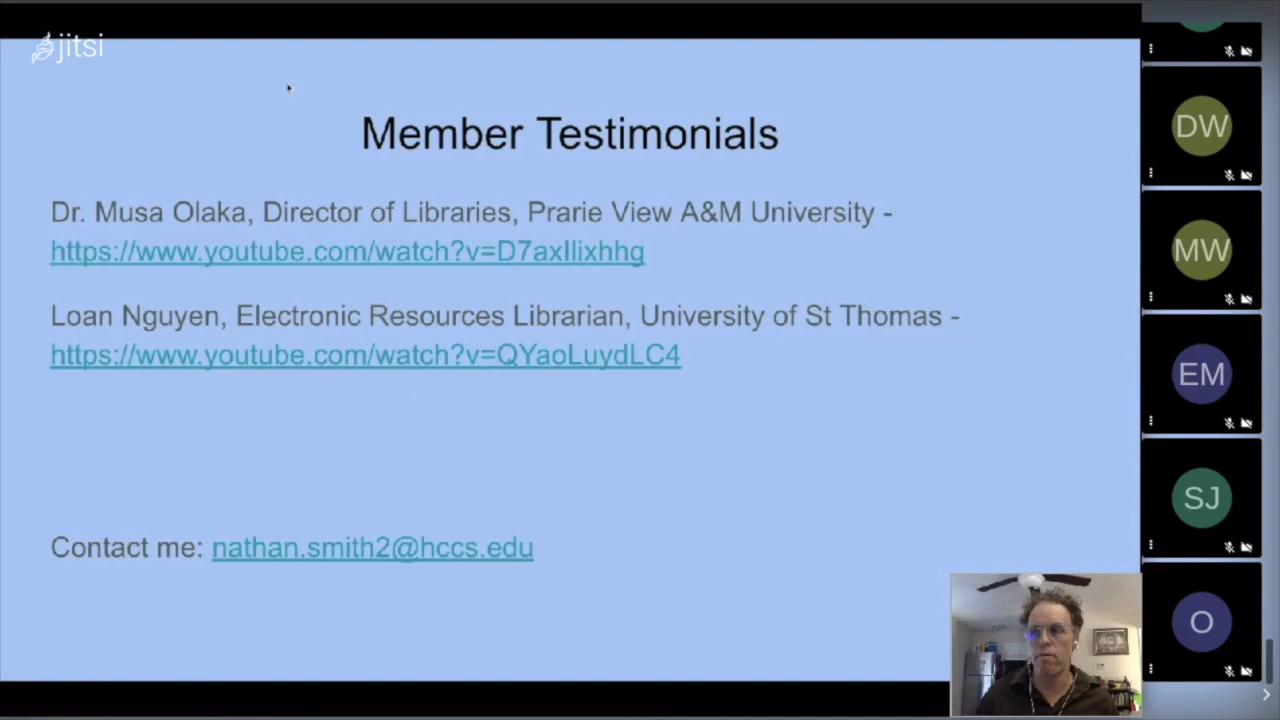 jitsi
Member Testimonials
Dr. Musa Olaka, Director of Libraries, Prarie View A&M University -
https://www.youtube.com/watch?v=D7axIlixhhg
Loan Nguyen, Electronic Resources Librarian, University of St Thomas -
https://www.youtube.com/watch?v=QYaoLuydLC4
Contact me: nathan.smith2@hccs.edu
DW
MW
EM
SJ
O